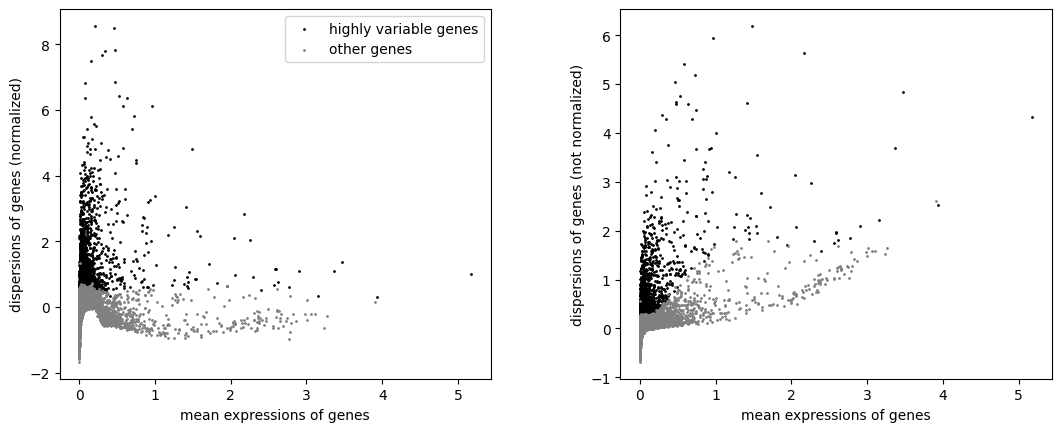 highly variable genes
other genes
dispersions of genes (normalized)
8
6
4
2
0
−2
0 1 2 3 4 5
mean expressions of genes
dispersions of genes (not normalized)
6
5
4
3
2
1
0
−1
0 1 2 3 4 5
mean expressions of genes